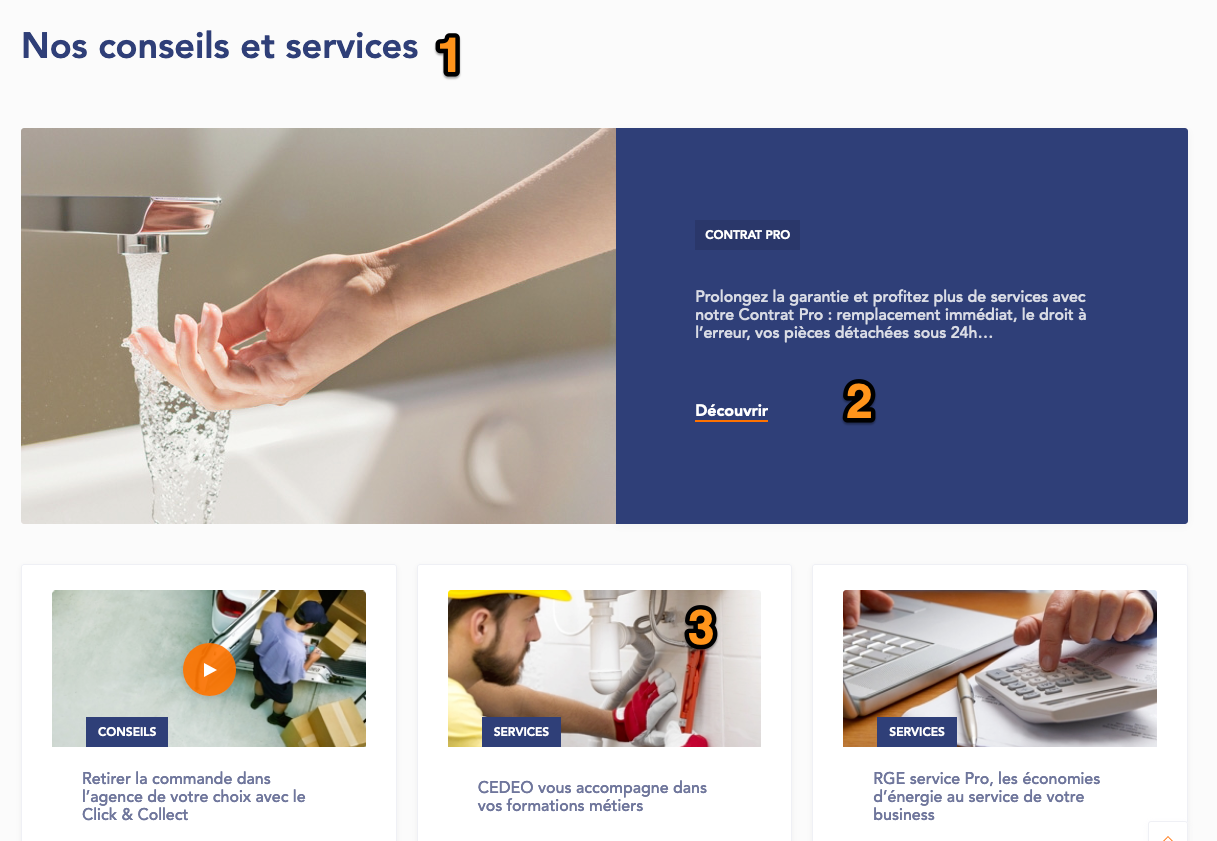 Nos conseils et services
1
CONTRAT PRO
Prolongez la garantie et profitez plus de services avec
notre Contrat Pro : remplacement immédiat, le droit à
l’erreur, vos pièces détachées sous 24h…
Découvrir
2
3
CONSEILS
Retirer la commande dans
l’agence de votre choix avec le
Click & Collect
SERVICES
CEDEO vous accompagne dans
vos formations métiers
SERVICES
RGE service Pro, les économies
d’énergie au service de votre
business